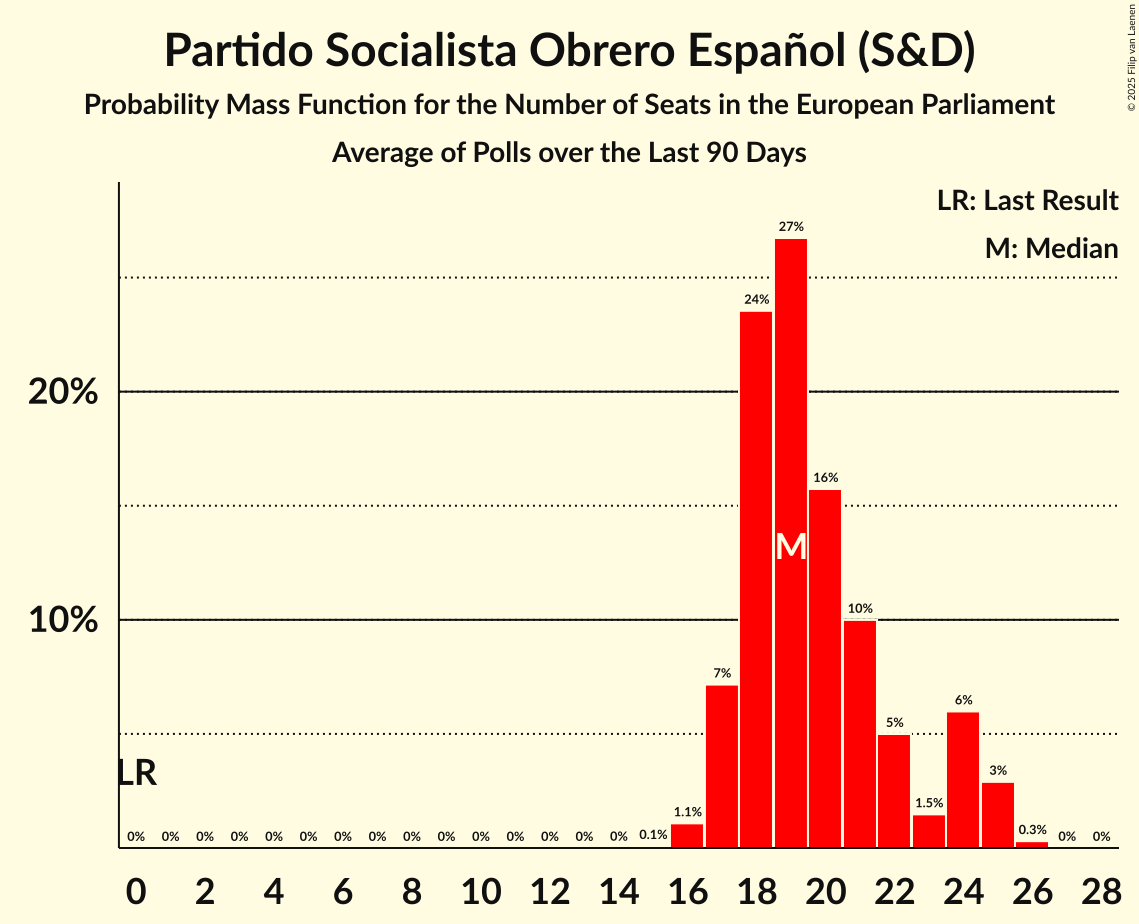 Partido Socialista Obrero Español (S&D)
Probability Mass Function for the Number of Seats in the European Parliament
Average of Polls over the Last 90 Days
© 2025 Filip van Laenen
LR: Last Result
M: Median
27%
24%
20%
16%
M
10%
10%
7%
6%
5%
LR
3%
1.5%
1.1%
0% 0% 0% 0% 0% 0% 0% 0% 0% 0% 0% 0% 0% 0% 0% 0.1% 0.3% 0% 0%
0 2 4 6 8 10 12 14 16 18 20 22 24 26 28